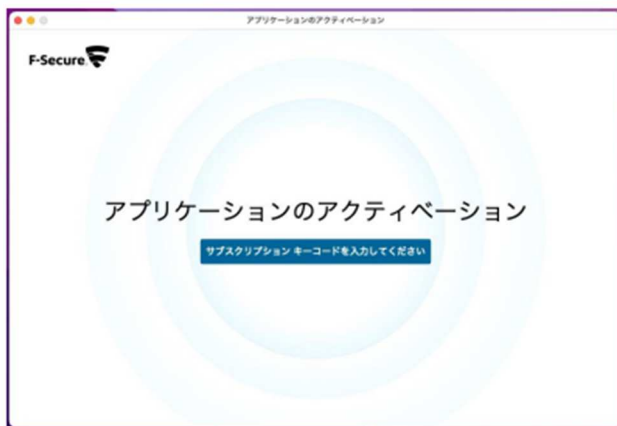 アプリケーションのアクティベーション
F-Secure
アプリケーションのアクティベーション
サブスクリプション キーコードを入力してください